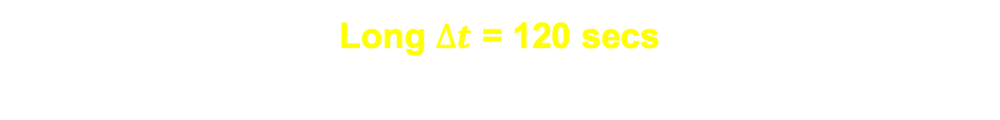 Long Δt = 120 secs